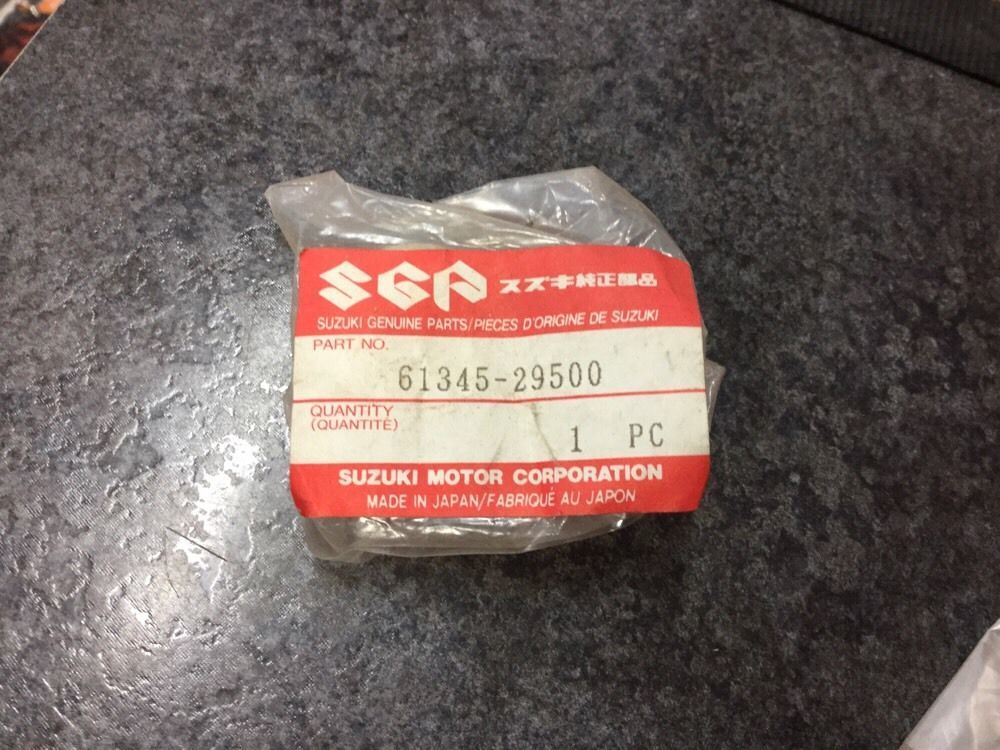 SGP スズキ純正部品
SUZUKI GENUINE PARTS/PIECES D'ORIGINE DE SUZUKI
PART NO.
61345-29500
QUANTITY
(QUANTITÉ)
1 PC
SUZUKI MOTOR CORPORATION
MADE IN JAPAN/FABRIQUÉ AU JAPON